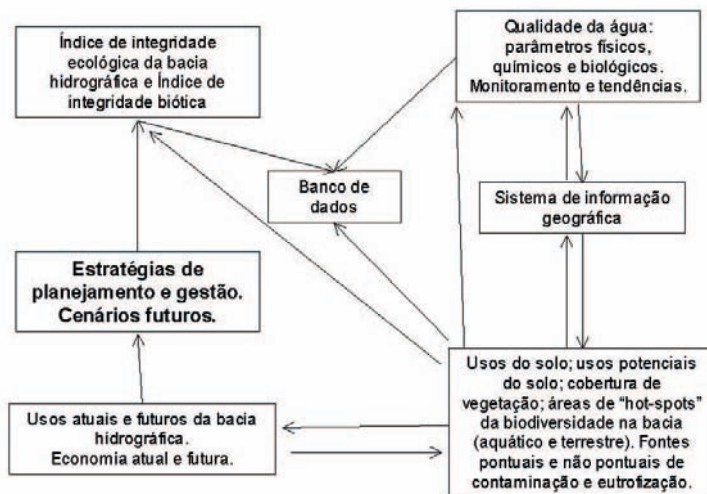 Índice de integridade
ecológica da bacia
hidrográfica e Índice de
integridade biótica
Qualidade da água:
parâmetros físicos,
químicos e biológicos.
Monitoramento e tendências.
Banco de
dados
Sistema de informação
geográfica
Estratégias de
planejamento e gestão.
Cenários futuros.
Usos do solo; usos potenciais
do solo; cobertura de
vegetação; áreas de “hot-spots”
da biodiversidade na bacia
(aquático e terrestre). Fontes
pontuais e não pontuais de
contaminação e eutrofização.
Usos atuais e futuros da bacia
hidrográfica.
Economia atual e futura.